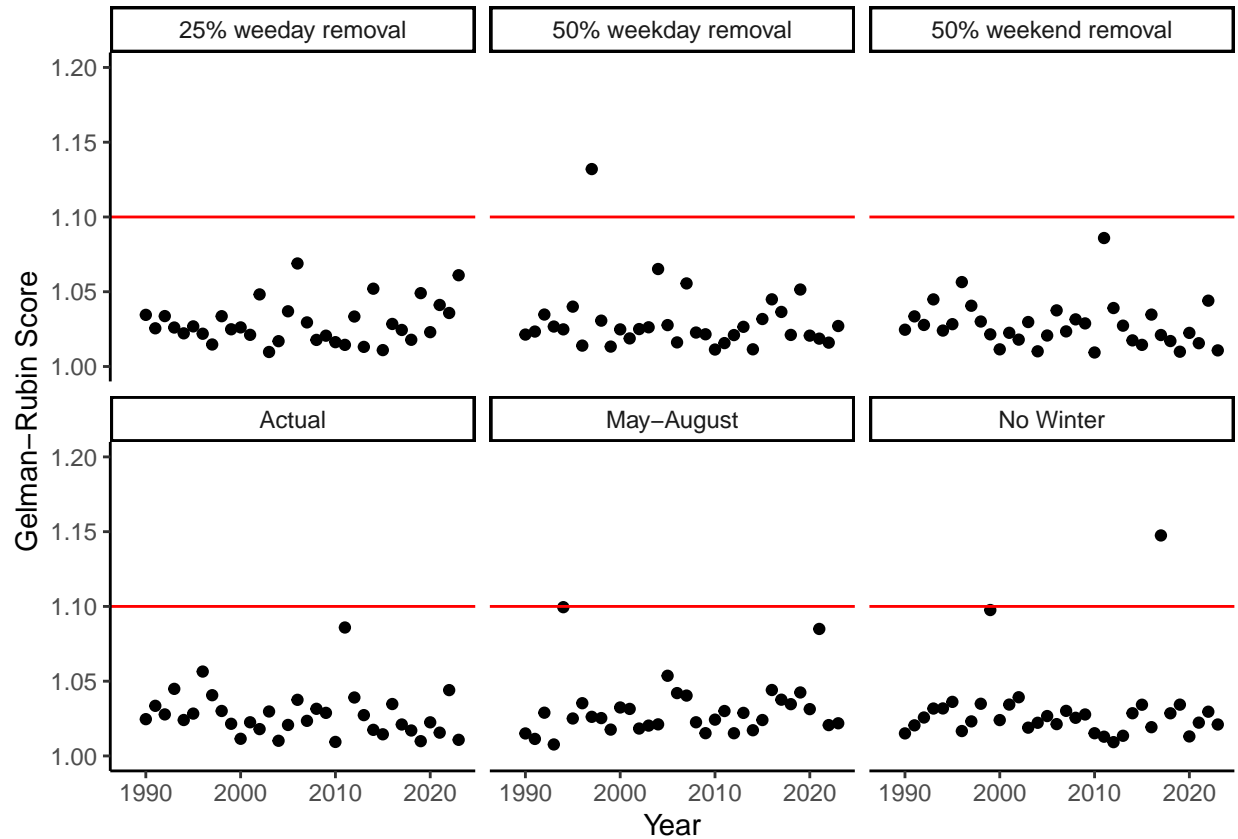 25% weeday removal
50% weekday removal
50% weekend removal
1.20
1.15
1.10
1.05
1.00
Actual
May−August
No Winter
1.20
1.15
1.10
1.05
1.00
1990
2000
2010
2020
1990
2000
2010
2020
1990
2000
2010
2020
Year
Gelman−Rubin Score